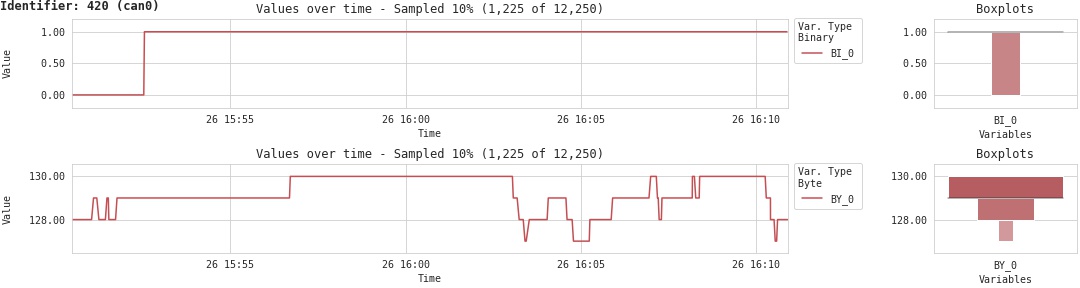 Identifier: 420 (can0)
Values over time - Sampled 10% (1,225 of 12,250)
Boxplots
Value
1.00
0.50
0.00
26 15:55
26 16:00
26 16:05
26 16:10
Time
Var. Type
Binary
BI_0
1.00
0.50
0.00
BI_0
Variables
Values over time - Sampled 10% (1,225 of 12,250)
Boxplots
Value
130.00
128.00
26 15:55
26 16:00
26 16:05
26 16:10
Time
Var. Type
Byte
BY_0
130.00
128.00
BY_0
Variables